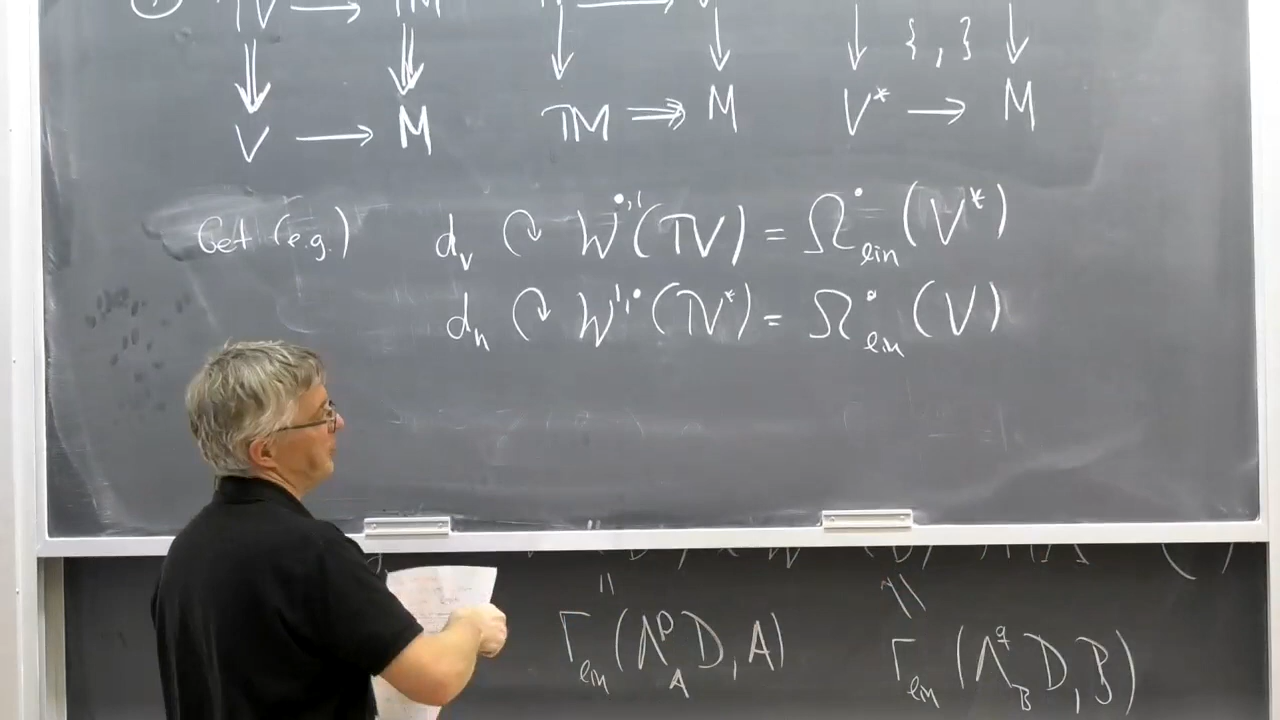 TV → TM
{ , }
V → M TM ⇒ M V* → M
Get (e.g.) d_v ↻ W^{•,1}(TV) = Ω^•_{lin}(V*)
d_h ↻ W^{1,•}(TV*) = Ω^•_{lin}(V)
Γ_{lin}(Λ^p_A D, A) Γ_{lin}(Λ^q_B D, B)